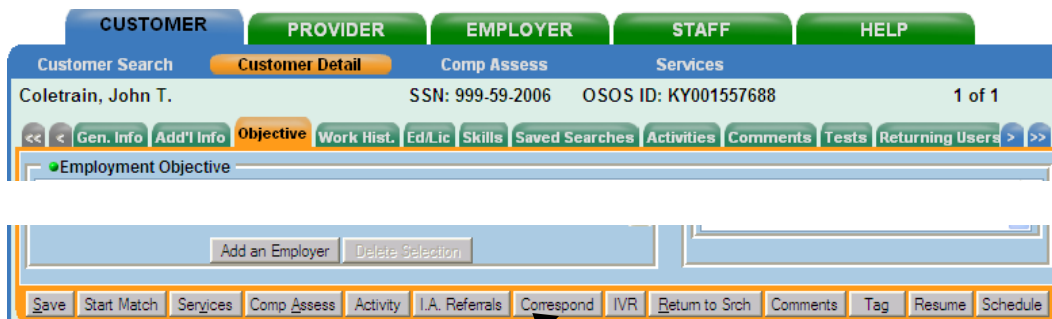 CUSTOMER PROVIDER EMPLOYER STAFF HELP
Customer Search Customer Detail Comp Assess Services
Coletrain, John T. SSN: 999-59-2006 OSOS ID: KY001557688 1 of 1
<< < Gen. Info Add'l Info Objective Work Hist. Ed/Lic Skills Saved Searches Activities Comments Tests Returning Users > >>
Employment Objective
Add an Employer Delete Selection
Save Start Match Services Comp Assess Activity I.A. Referrals Correspond IVR Return to Srch Comments Tag Resume Schedule